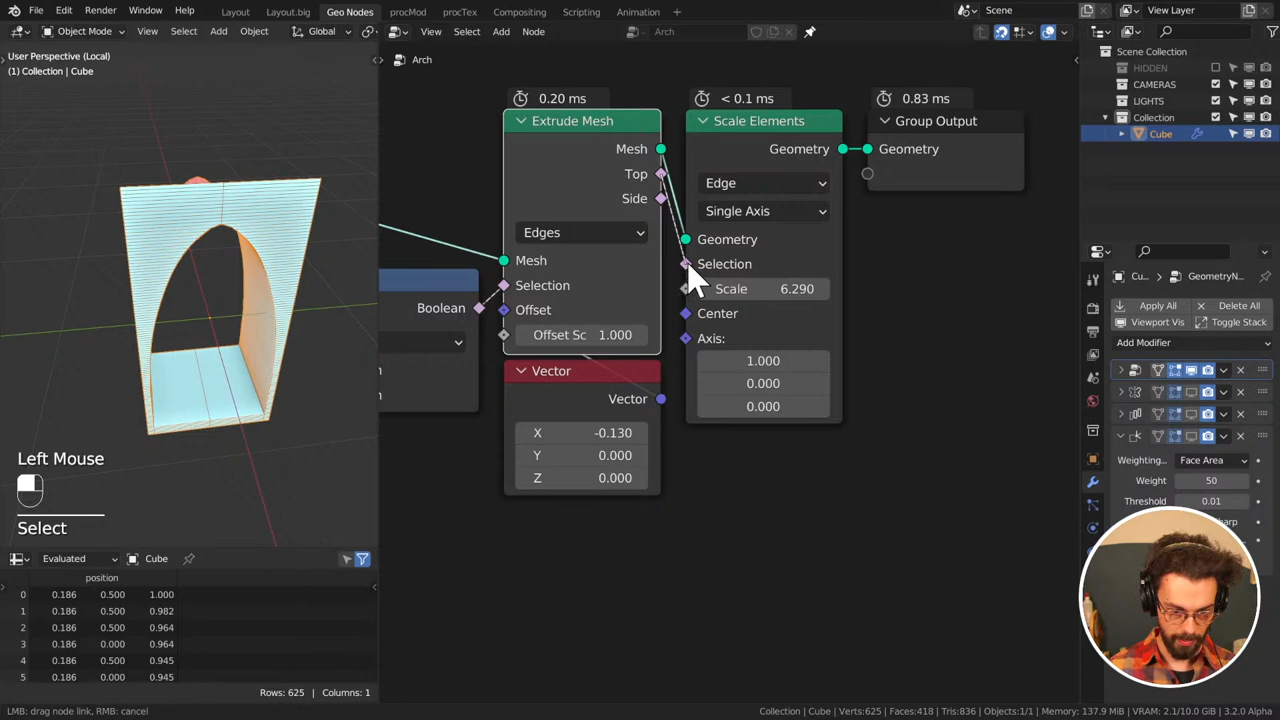 File Edit Render Window Help Layout Layout.big Geo Nodes procMod procTex Compositing Scripting Animation + Scene View Layer
Object Mode View Select Add Object Global View Select Add Node Arch
User Perspective (Local)
(1) Collection | Cube
Arch
Scene Collection
HIDDEN
CAMERAS
LIGHTS
Collection
Cube
0.20 ms
Extrude Mesh
Mesh
Top
Side
Edges
Mesh
Selection
Offset
Offset Sc 1.000
Boolean
Vector
Vector
X -0.130
Y 0.000
Z 0.000
< 0.1 ms
Scale Elements
Geometry
Edge
Single Axis
Geometry
Selection
Scale 6.290
Center
Axis:
1.000
0.000
0.000
0.83 ms
Group Output
Geometry
Left Mouse
Select
Cu... GeometryN...
Apply All Delete All
Viewport Vis Toggle Stack
Add Modifier
Weighting... Face Area
Weight 50
Threshold 0.01
Evaluated Cube
position
0 0.186 0.500 1.000
1 0.186 0.500 0.982
2 0.186 0.500 0.964
3 0.186 0.000 0.964
4 0.186 0.500 0.945
5 0.186 0.000 0.945
Rows: 625 | Columns: 1
LMB: drag node link, RMB: cancel
Collection | Cube | Verts:625 | Faces:418 | Tris:836 | Objects:1/1 | Memory: 137.9 MiB | VRAM: 2.1/10.0 GiB | 3.2.0 Alpha